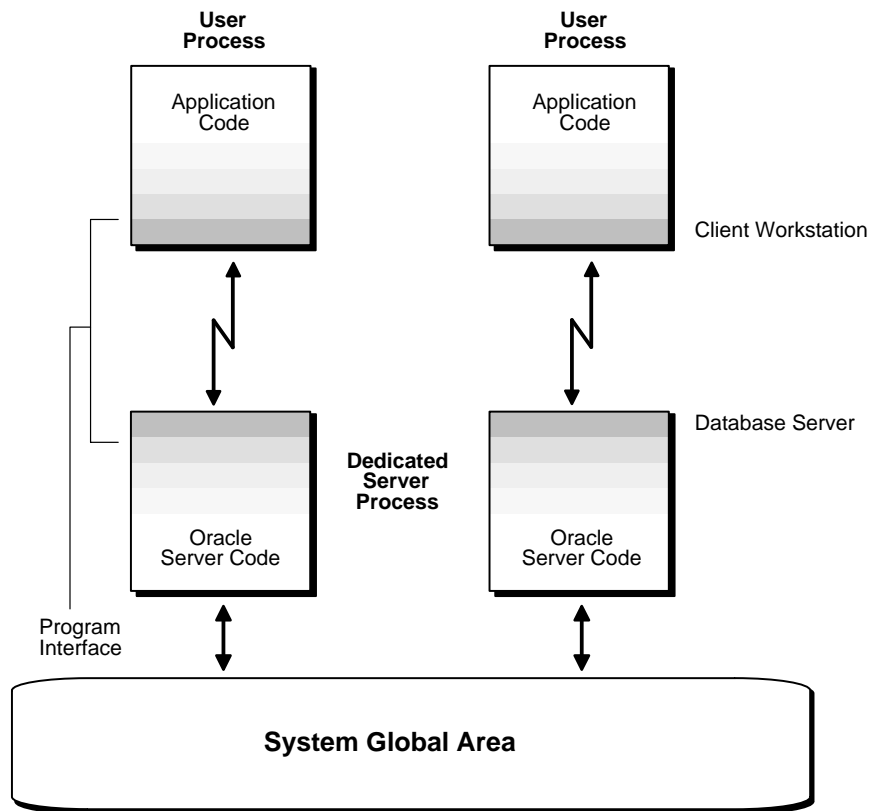 User
Process
User
Process
Application
Code
Application
Code
Client Workstation
Database Server
Dedicated
Server
Process
Oracle
Server Code
Oracle
Server Code
Program
Interface
System Global Area